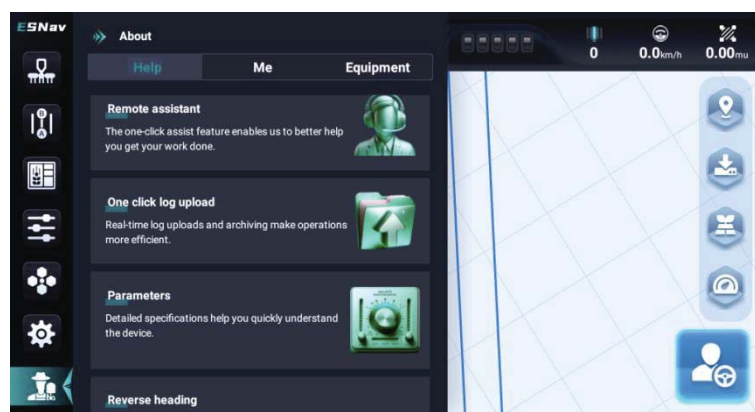 ESNav
About
Help Me Equipment
Remote assistant
The one-click assist feature enables us to better help
you get your work done.
One click log upload
Real-time log uploads and archiving make operations
more efficient.
Parameters
Detailed specifications help you quickly understand
the device.
Reverse heading
0
0.0km/h
0.00mu